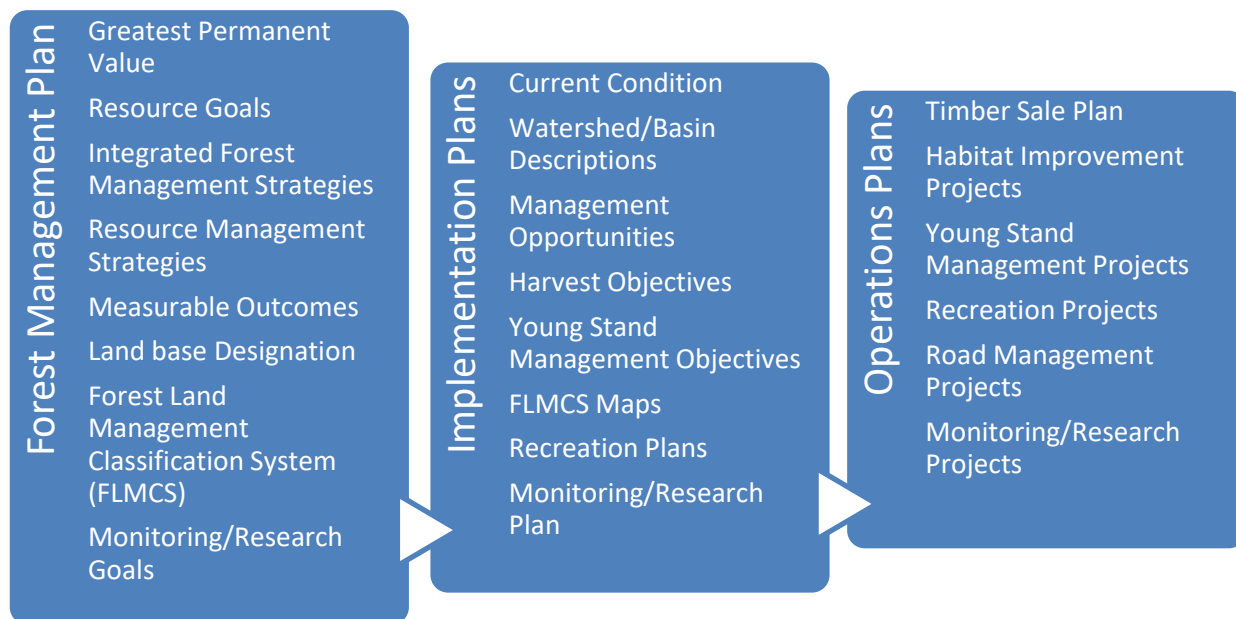 Forest Management Plan
Greatest Permanent
Value
Resource Goals
Integrated Forest
Management Strategies
Resource Management
Strategies
Measurable Outcomes
Land base Designation
Forest Land
Management
Classification System
(FLMCS)
Monitoring/Research
Goals
Implementation Plans
Current Condition
Watershed/Basin
Descriptions
Management
Opportunities
Harvest Objectives
Young Stand
Management Objectives
FLMCS Maps
Recreation Plans
Monitoring/Research
Plan
Operations Plans
Timber Sale Plan
Habitat Improvement
Projects
Young Stand
Management Projects
Recreation Projects
Road Management
Projects
Monitoring/Research
Projects